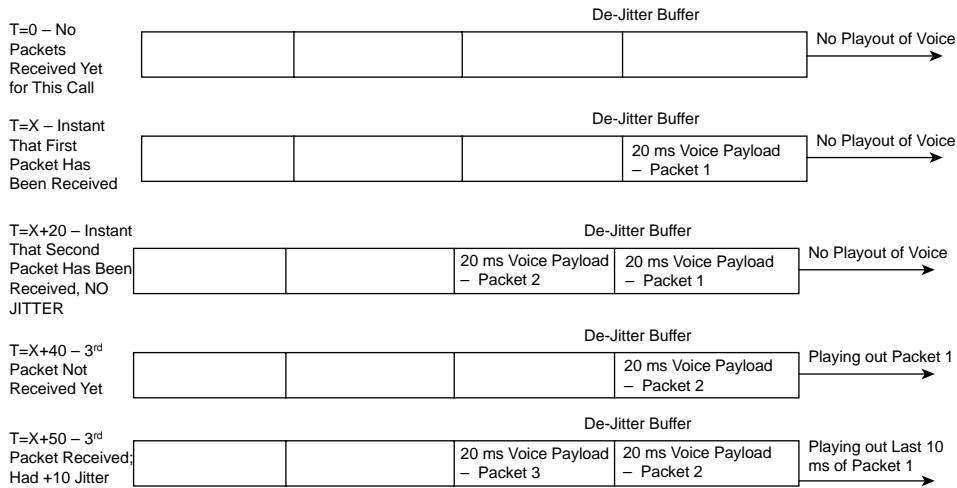 De-Jitter Buffer
T=0 – No
Packets
Received Yet
for This Call
No Playout of Voice
De-Jitter Buffer
T=X – Instant
That First
Packet Has
Been Received
20 ms Voice Payload
– Packet 1
No Playout of Voice
De-Jitter Buffer
T=X+20 – Instant
That Second
Packet Has Been
Received, NO
JITTER
20 ms Voice Payload
– Packet 2
20 ms Voice Payload
– Packet 1
No Playout of Voice
De-Jitter Buffer
T=X+40 – 3rd
Packet Not
Received Yet
20 ms Voice Payload
– Packet 2
Playing out Packet 1
De-Jitter Buffer
T=X+50 – 3rd
Packet Received;
Had +10 Jitter
20 ms Voice Payload
– Packet 3
20 ms Voice Payload
– Packet 2
Playing out Last 10
ms of Packet 1